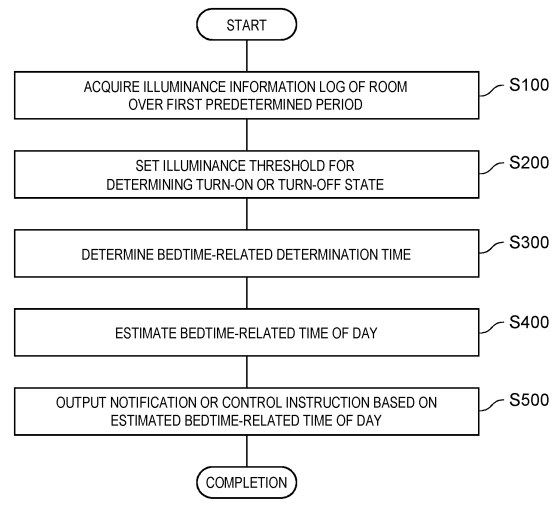 START
ACQUIRE ILLUMINANCE INFORMATION LOG OF ROOM
OVER FIRST PREDETERMINED PERIOD
S100
SET ILLUMINANCE THRESHOLD FOR
DETERMINING TURN-ON OR TURN-OFF STATE
S200
DETERMINE BEDTIME-RELATED DETERMINATION TIME
S300
ESTIMATE BEDTIME-RELATED TIME OF DAY
S400
OUTPUT NOTIFICATION OR CONTROL INSTRUCTION BASED ON
ESTIMATED BEDTIME-RELATED TIME OF DAY
S500
COMPLETION